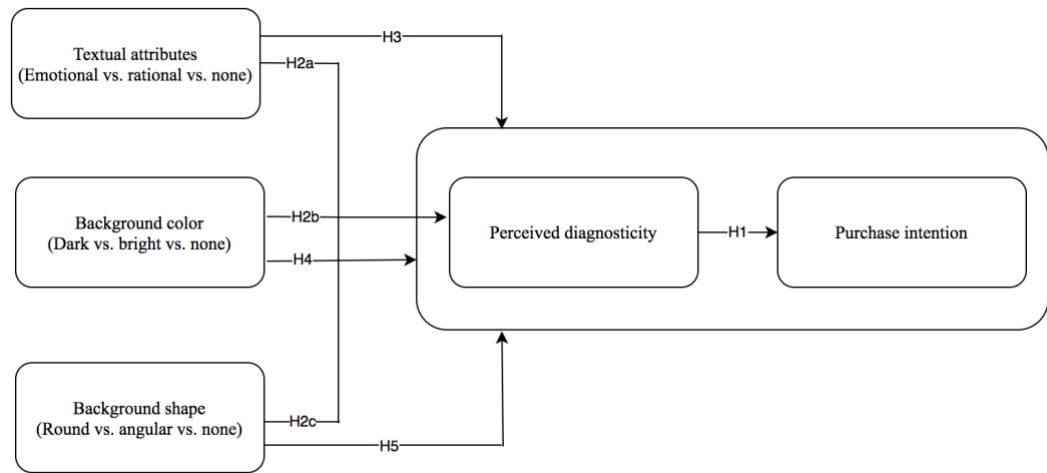 H3
Textual attributes
(Emotional vs. rational vs. none)
H2a
Background color
(Dark vs. bright vs. none)
H2b
H4
Perceived diagnosticity
H1
Purchase intention
Background shape
(Round vs. angular vs. none)
H2c
H5